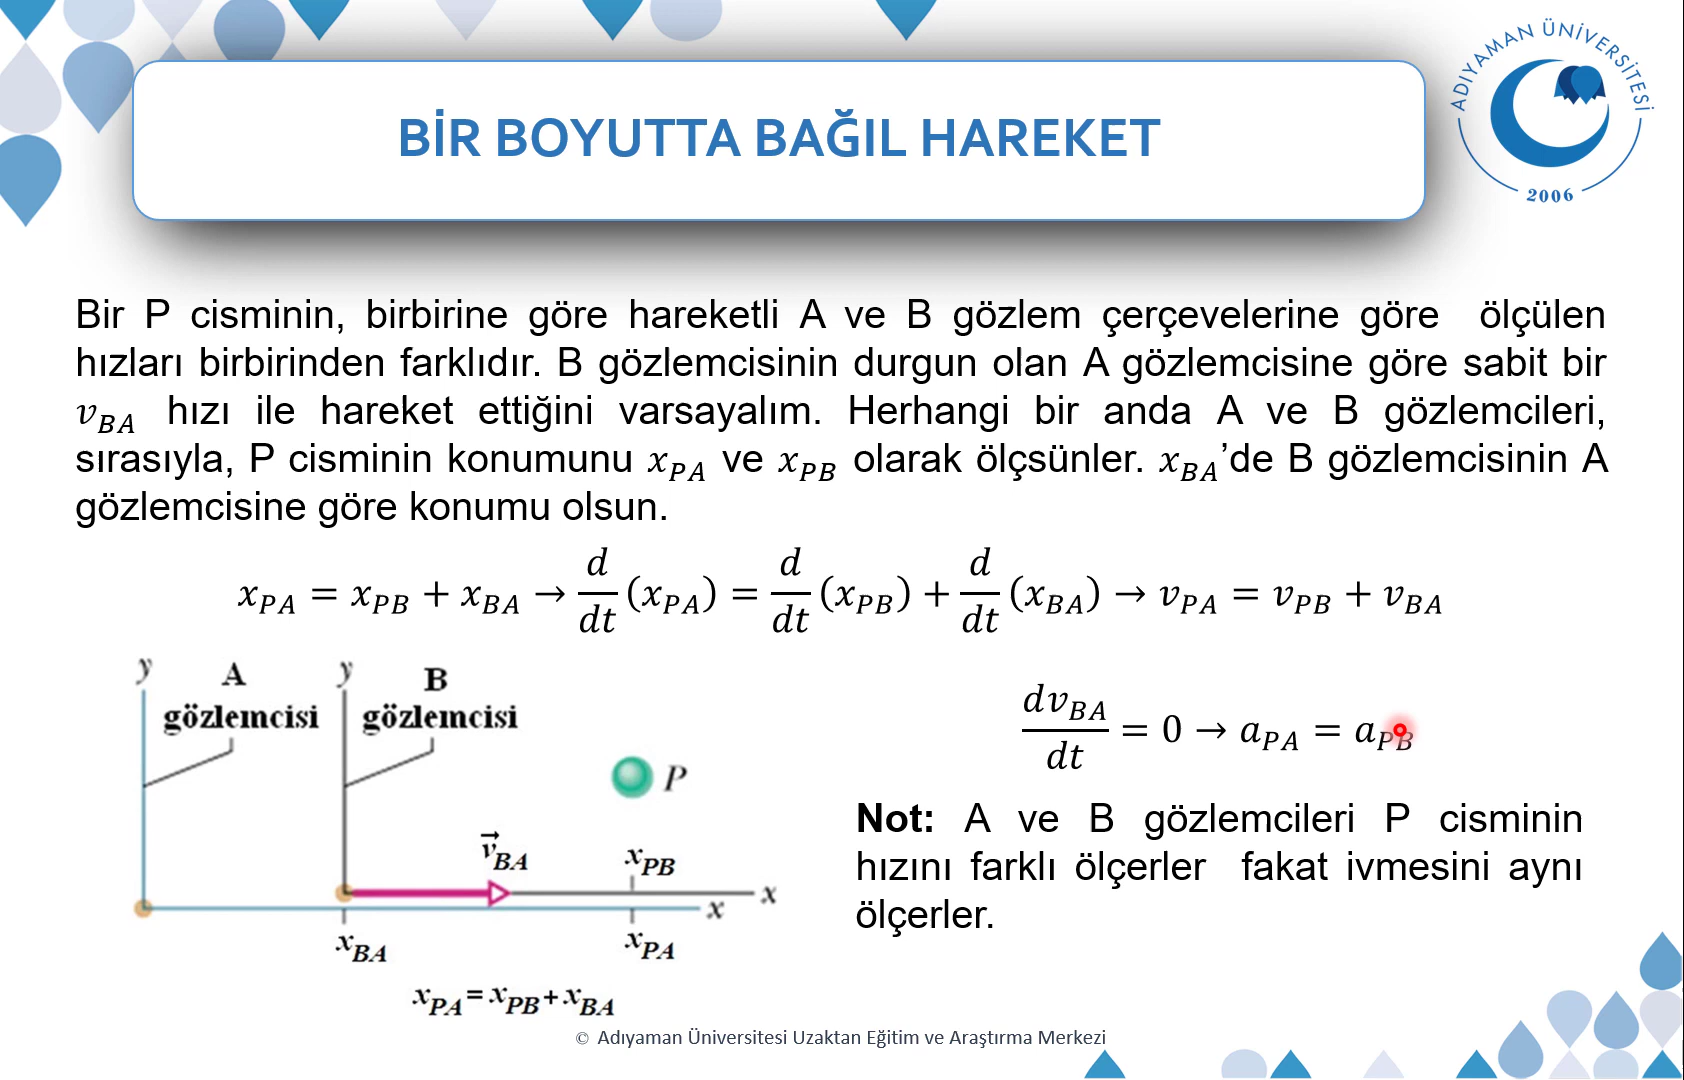 ADIYAMAN ÜNİVERSİTESİ
2006
BİR BOYUTTA BAĞIL HAREKET
Bir P cisminin, birbirine göre hareketli A ve B gözlem çerçevelerine göre ölçülen
hızları birbirinden farklıdır. B gözlemcisinin durgun olan A gözlemcisine göre sabit bir
v_BA hızı ile hareket ettiğini varsayalım. Herhangi bir anda A ve B gözlemcileri,
sırasıyla, P cisminin konumunu x_PA ve x_PB olarak ölçsünler. x_BA’de B gözlemcisinin A
gözlemcisine göre konumu olsun.
x_PA = x_PB + x_BA → d/dt (x_PA) = d/dt (x_PB) + d/dt (x_BA) → v_PA = v_PB + v_BA
y A y B
gözlemcisi gözlemcisi
P
v⃗_BA x_PB
x
x
x_BA x_PA
x_PA = x_PB + x_BA
dv_BA/dt = 0 → a_PA = a_PB
Not: A ve B gözlemcileri P cisminin
hızını farklı ölçerler fakat ivmesini aynı
ölçerler.
© Adıyaman Üniversitesi Uzaktan Eğitim ve Araştırma Merkezi